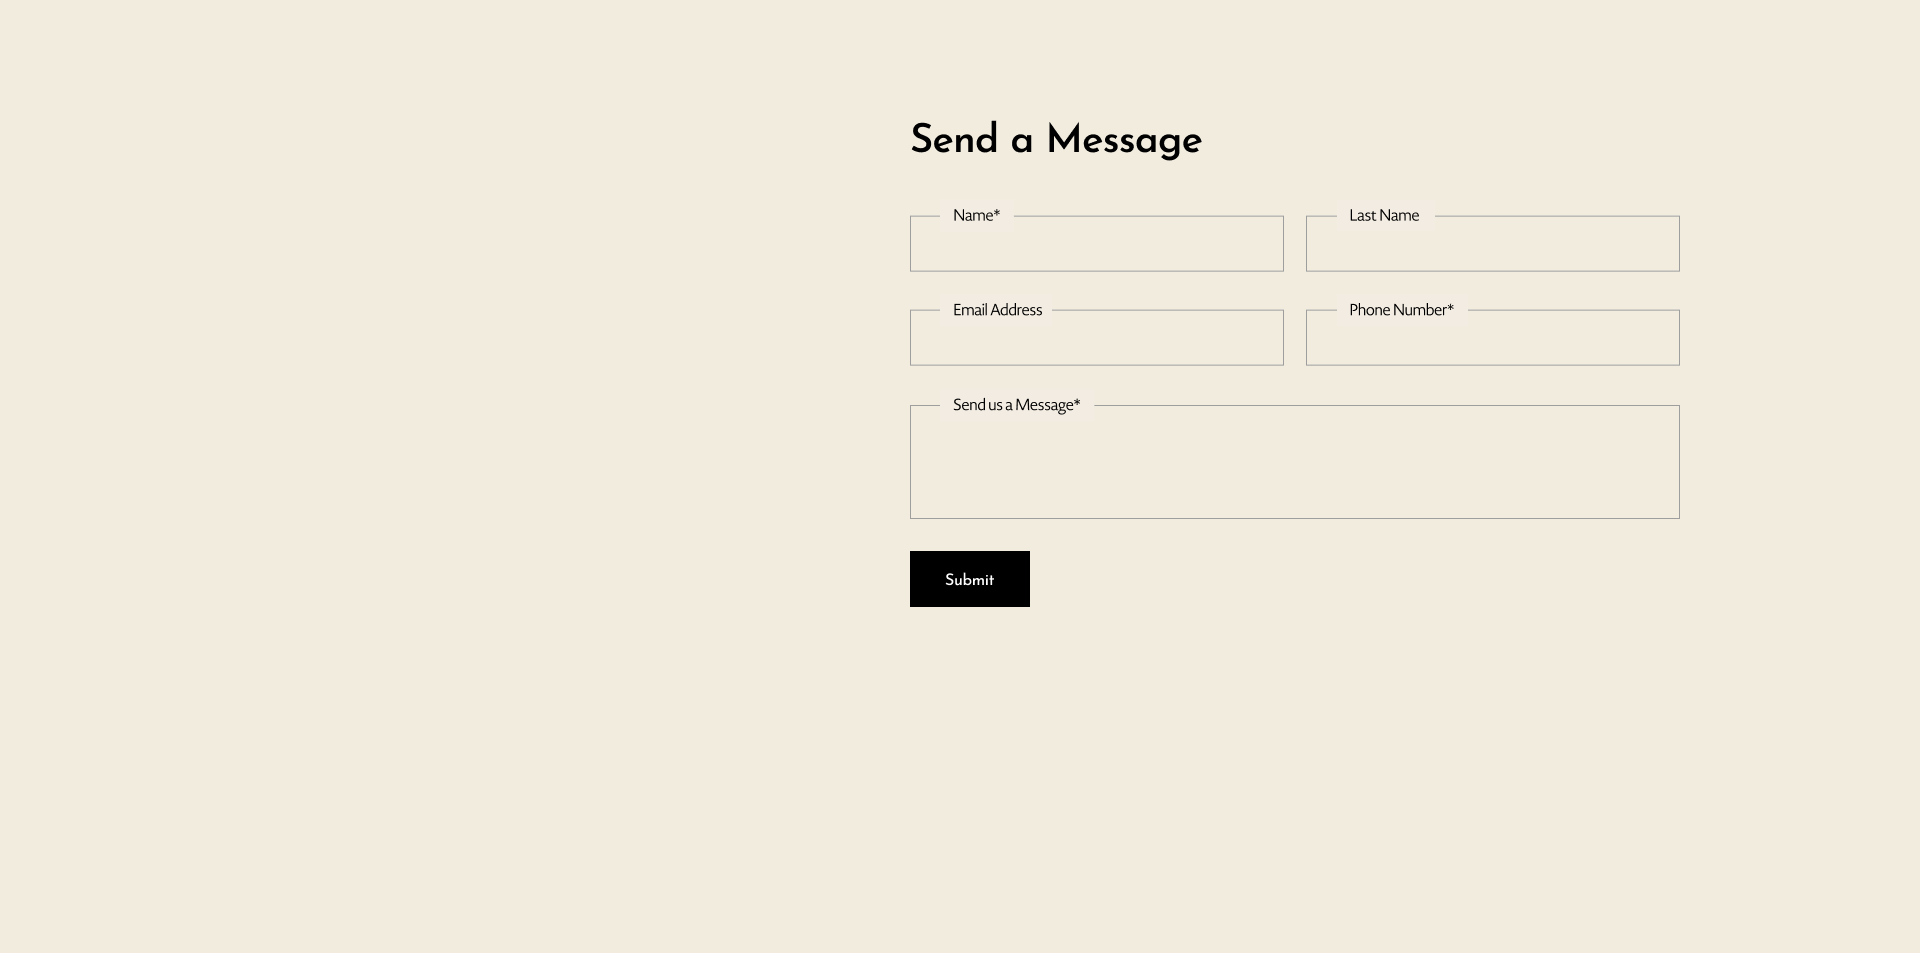 Send a Message
Name*
Last Name
Email Address
Phone Number*
Send us a Message*
Submit